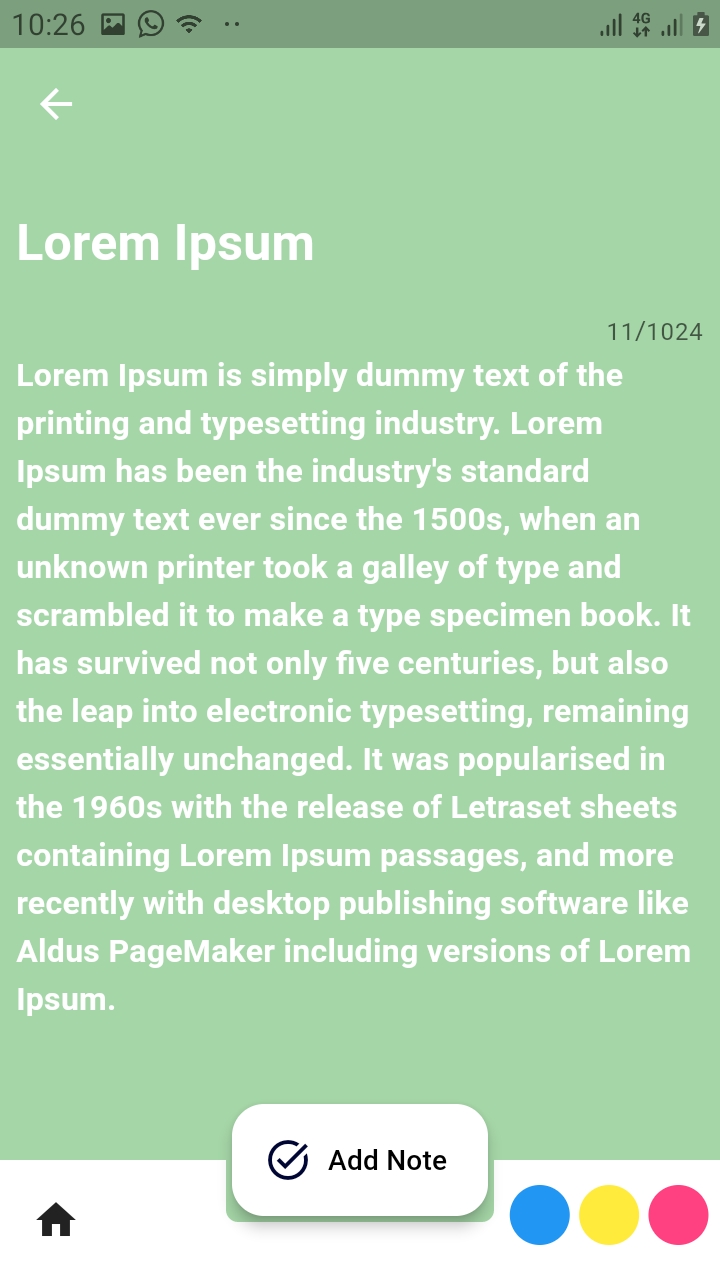 10:26
4G
Lorem Ipsum
11/1024
Lorem Ipsum is simply dummy text of the
printing and typesetting industry. Lorem
Ipsum has been the industry's standard
dummy text ever since the 1500s, when an
unknown printer took a galley of type and
scrambled it to make a type specimen book. It
has survived not only five centuries, but also
the leap into electronic typesetting, remaining
essentially unchanged. It was popularised in
the 1960s with the release of Letraset sheets
containing Lorem Ipsum passages, and more
recently with desktop publishing software like
Aldus PageMaker including versions of Lorem
Ipsum.
Add Note